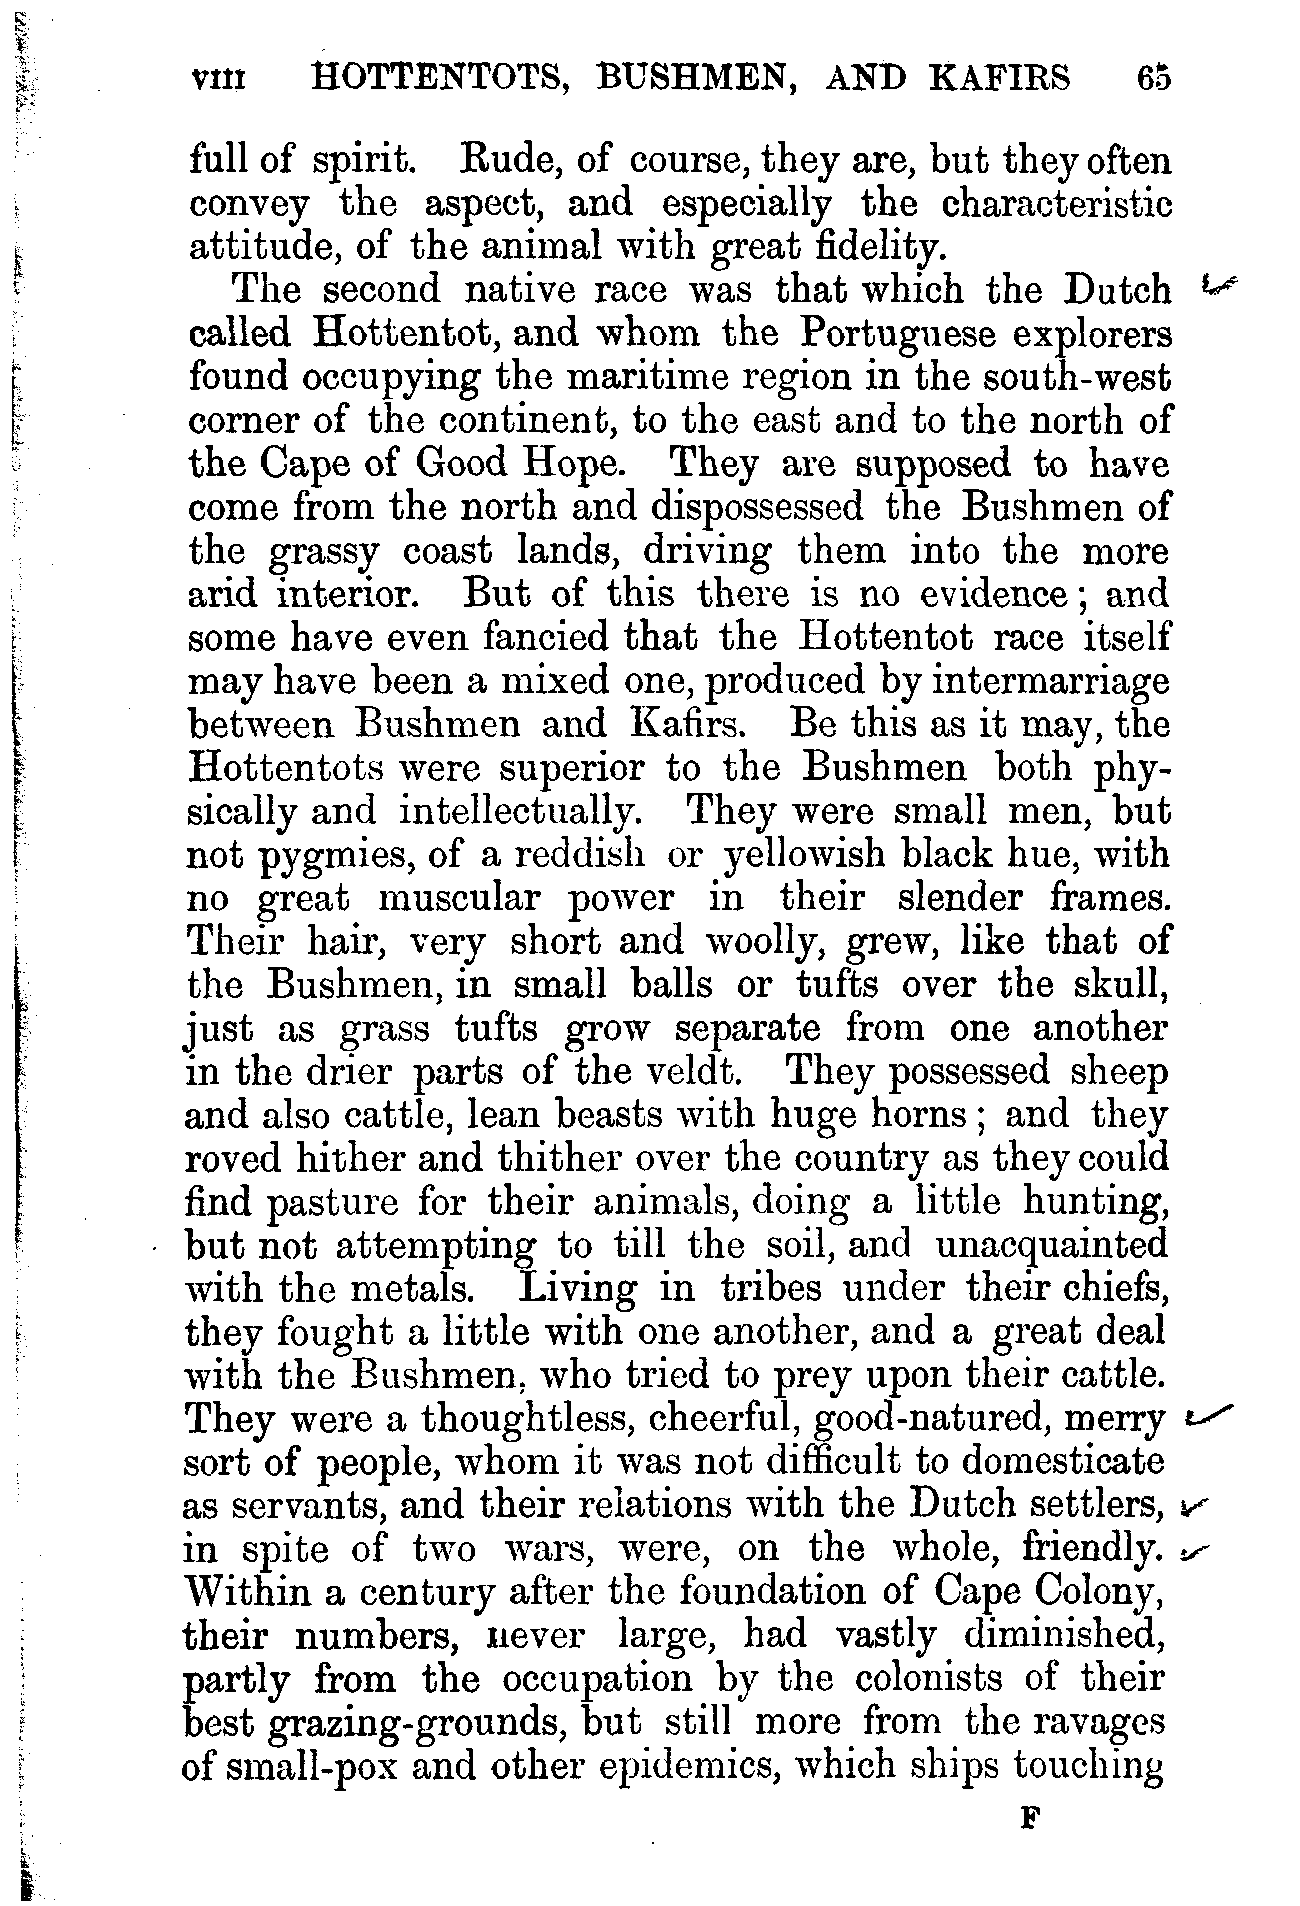 VIII HOTTENTOTS, BUSHMEN, AND KAFIRS 65
full of spirit. Rude, of course, they are, but they often
convey the aspect, and especially the characteristic
attitude, of the animal with great fidelity.
The second native race was that which the Dutch
called Hottentot, and whom the Portuguese explorers
found occupying the maritime region in the south-west
corner of the continent, to the east and to the north of
the Cape of Good Hope. They are supposed to have
come from the north and dispossessed the Bushmen of
the grassy coast lands, driving them into the more
arid interior. But of this there is no evidence; and
some have even fancied that the Hottentot race itself
may have been a mixed one, produced by intermarriage
between Bushmen and Kafirs. Be this as it may, the
Hottentots were superior to the Bushmen both phy-
sically and intellectually. They were small men, but
not pygmies, of a reddish or yellowish black hue, with
no great muscular power in their slender frames.
Their hair, very short and woolly, grew, like that of
the Bushmen, in small balls or tufts over the skull,
just as grass tufts grow separate from one another
in the drier parts of the veldt. They possessed sheep
and also cattle, lean beasts with huge horns; and they
roved hither and thither over the country as they could
find pasture for their animals, doing a little hunting,
but not attempting to till the soil, and unacquainted
with the metals. Living in tribes under their chiefs,
they fought a little with one another, and a great deal
with the Bushmen, who tried to prey upon their cattle.
They were a thoughtless, cheerful, good-natured, merry
sort of people, whom it was not difficult to domesticate
as servants, and their relations with the Dutch settlers,
in spite of two wars, were, on the whole, friendly.
Within a century after the foundation of Cape Colony,
their numbers, never large, had vastly diminished,
partly from the occupation by the colonists of their
best grazing-grounds, but still more from the ravages
of small-pox and other epidemics, which ships touching
F